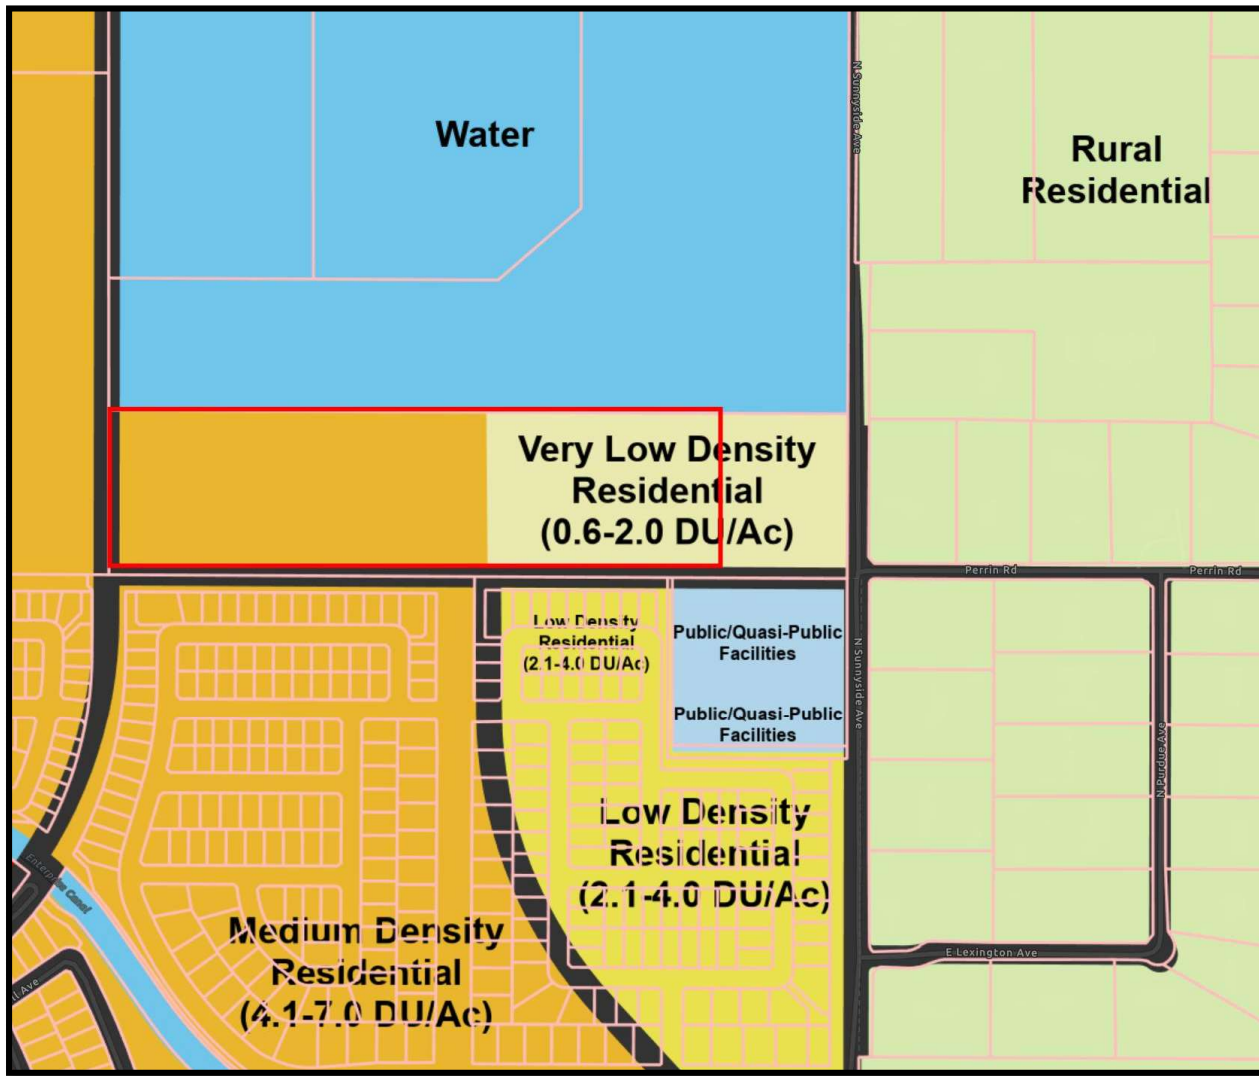 Water
N Sunnyside Ave
Rural
Residential
Very Low Density
Residential
(0.6-2.0 DU/Ac)
Perrin Rd
Perrin Rd
Low Density
Residential
(2.1-4.0 DU/Ac)
Public/Quasi-Public
Facilities
N Sunnyside Ave
Public/Quasi-Public
Facilities
N Purdue Ave
Low Density
Residential
(2.1-4.0 DU/Ac)
Enterprise Canal
Medium Density
Residential
(4.1-7.0 DU/Ac)
E Lexington Ave
Ave